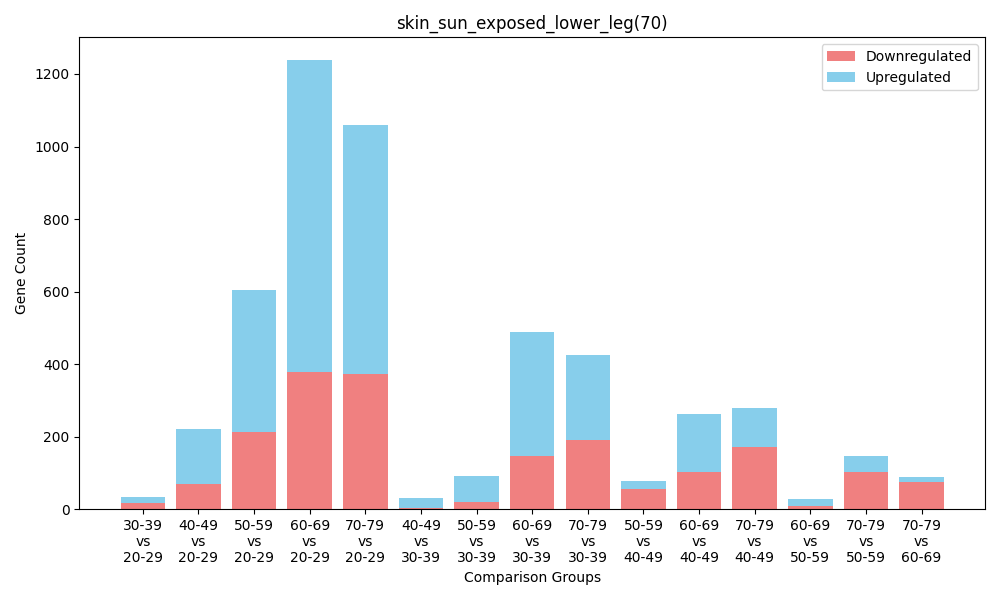 skin_sun_exposed_lower_leg(70)
Downregulated
Upregulated
Gene Count
1200
1000
800
600
400
200
0
30-39 40-49 50-59 60-69 70-79 40-49 50-59 60-69 70-79 50-59 60-69 70-79 60-69 70-79 70-79
vs vs vs vs vs vs vs vs vs vs vs vs vs vs vs
20-29 20-29 20-29 20-29 20-29 30-39 30-39 30-39 30-39 40-49 40-49 40-49 50-59 50-59 60-69
Comparison Groups